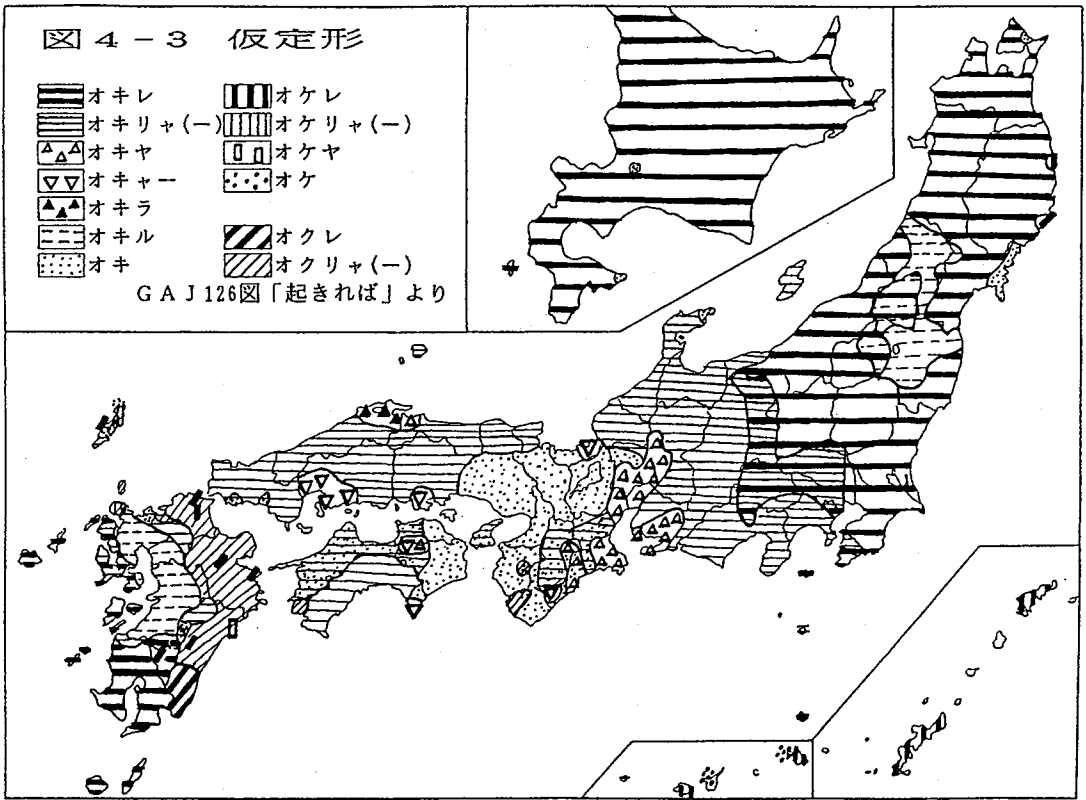 図4-3 仮定形
オキレ
オキリャ(ー)
オキヤ
オキャー
オキラ
オキル
オキ
オケレ
オケリャ(ー)
オケヤ
オケ
オクレ
オクリャ(ー)
GAJ126図「起きれば」より